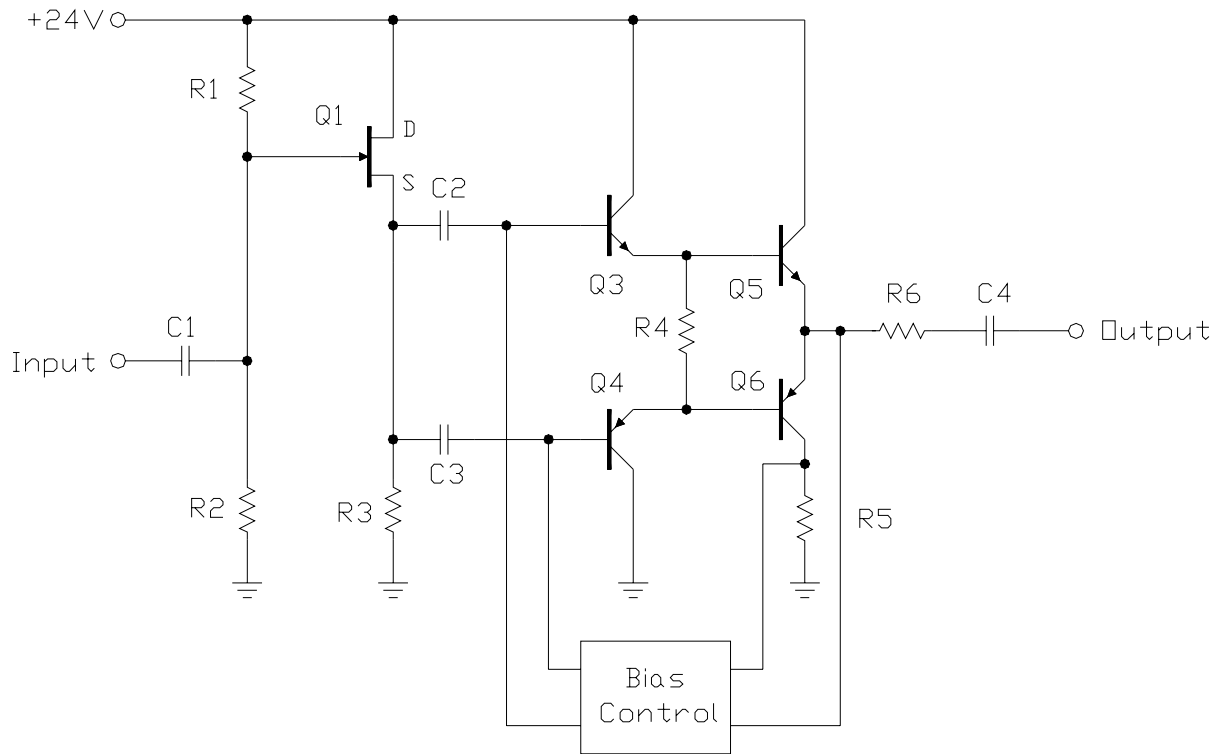 +24V
R1
Q1
D
S
C2
Q3
Q5
R6
C4
Output
R4
C1
Input
Q4
Q6
C3
R2
R3
R5
Bias
Control